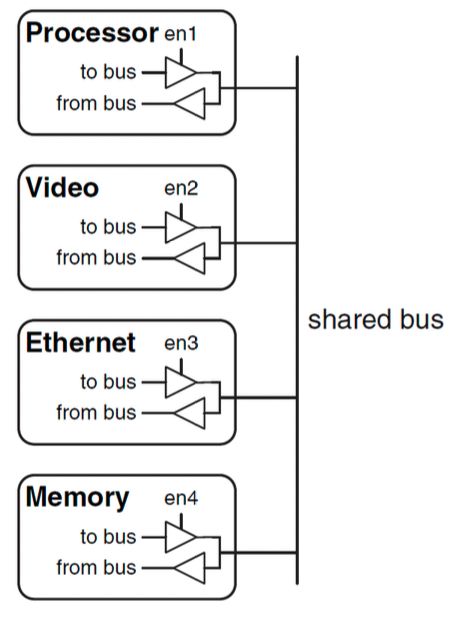 Processor en1
to bus
from bus
Video en2
to bus
from bus
shared bus
Ethernet en3
to bus
from bus
Memory en4
to bus
from bus